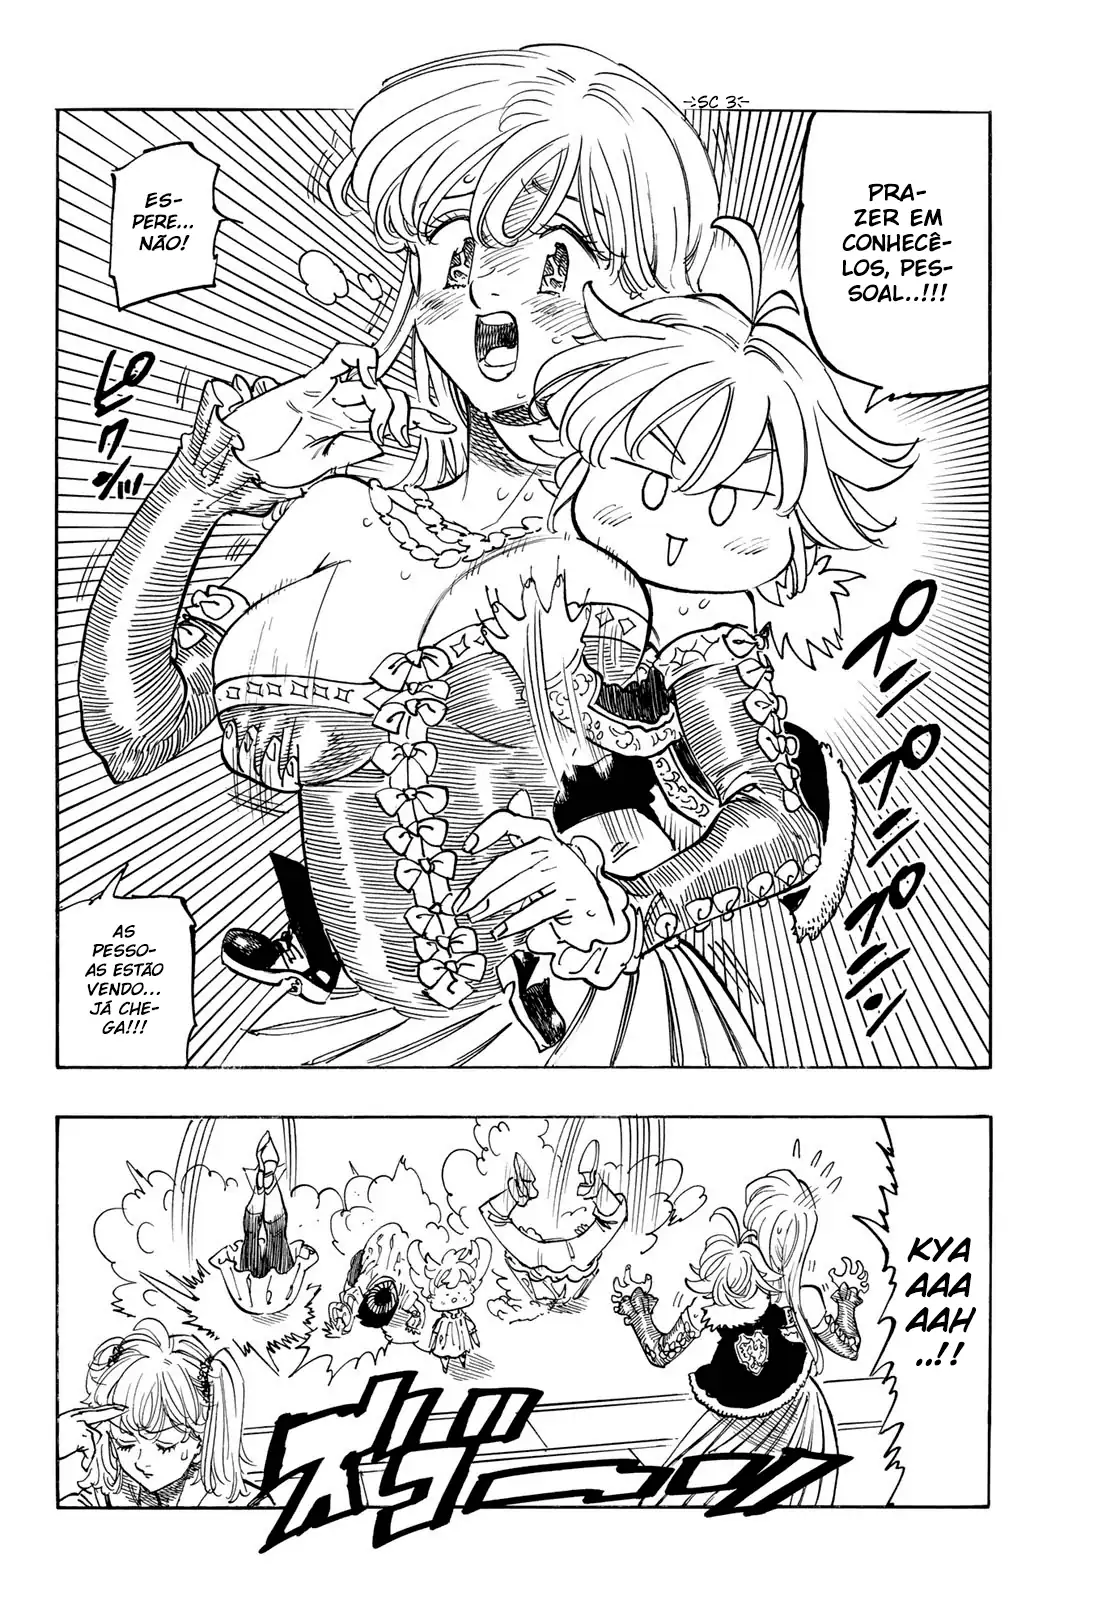 SC 3
PRA-
ZER EM
CONHECÊ-
LOS, PES-
SOAL..!!!
ES-
PERE...
NÃO!
AS
PESSO-
AS ESTÃO
VENDO...
JÁ CHE-
GA!!!
KYA
AAAA
AAAA
AAH
..!!